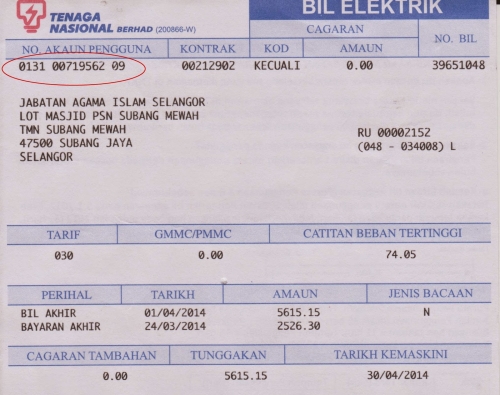 TENAGA
NASIONAL BERHAD (200866-W)
BIL ELEKTRIK
NO. AKAUN PENGGUNA KONTRAK CAGARAN NO. BIL
KOD AMAUN
0131 00719562 09 00212902 KECUALI 0.00 39651048
JABATAN AGAMA ISLAM SELANGOR
LOT MASJID PSN SUBANG MEWAH
TMN SUBANG MEWAH RU 00002152
47500 SUBANG JAYA (048 - 034008) L
SELANGOR
TARIF GMMC/PMMC CATITAN BEBAN TERTINGGI
030 0.00 74.05
PERIHAL TARIKH AMAUN JENIS BACAAN
BIL AKHIR 01/04/2014 5615.15 N
BAYARAN AKHIR 24/03/2014 2526.30
CAGARAN TAMBAHAN TUNGGAKAN TARIKH KEMASKINI
0.00 5615.15 30/04/2014